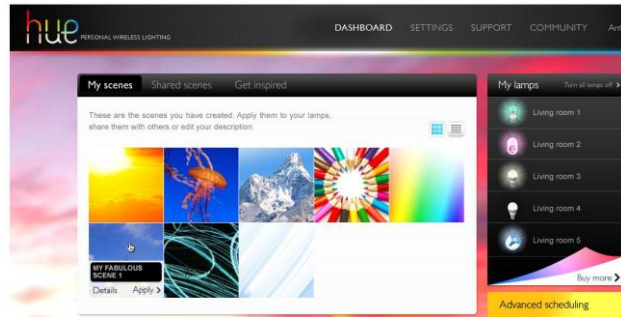 hue PERSONAL WIRELESS LIGHTING
DASHBOARD SETTINGS SUPPORT COMMUNITY Ant
My scenes Shared scenes Get inspired
These are the scenes you have created. Apply them to your lamps,
share them with others or edit your description.
MY FABULOUS
SCENE 1
Details Apply >
My lamps Turn all lamps off >
Living room 1
Living room 2
Living room 3
Living room 4
Living room 5
Buy more >
Advanced scheduling